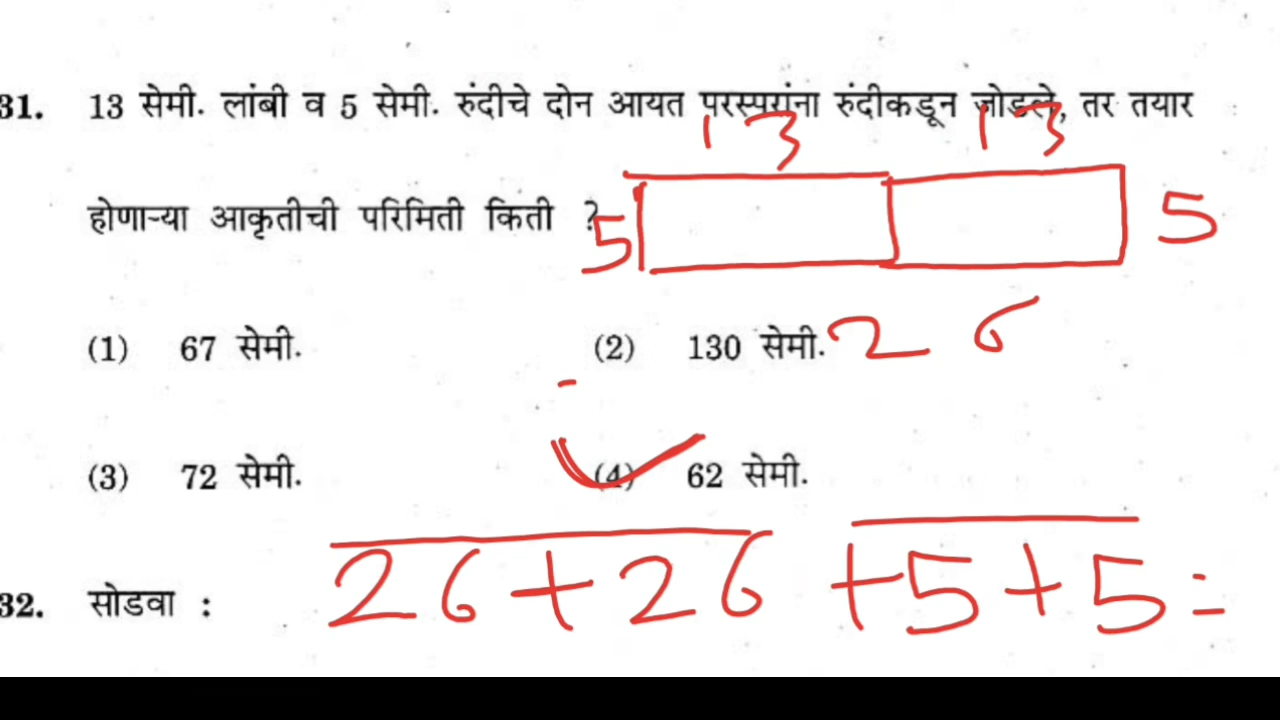 31. 13 सेमी. लांबी व 5 सेमी. रुंदीचे दोन आयत परस्परांना रुंदीकडून जोडले, तर तयार
13 13
होणाऱ्या आकृतीची परिमिती किती ?
5 5
(1) 67 सेमी. (2) 130 सेमी. 26
(3) 72 सेमी. (4) 62 सेमी.
26+26 +5+5=
32. सोडवा :